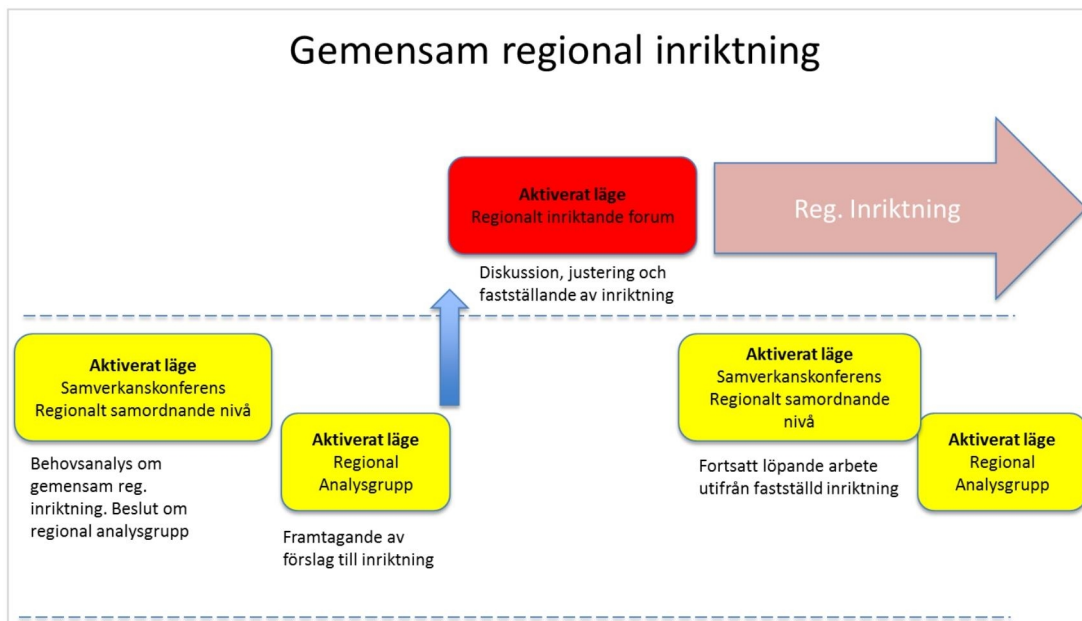 Gemensam regional inriktning
Aktiverat läge
Regionalt inriktande forum
Reg. Inriktning
Diskussion, justering och
fastställande av inriktning
Aktiverat läge
Samverkanskonferens
Regionalt samordnande nivå
Behovsanalys om
gemensam reg.
inriktning. Beslut om
regional analysgrupp
Aktiverat läge
Regional
Analysgrupp
Framtagande av
förslag till inriktning
Aktiverat läge
Samverkanskonferens
Regionalt samordnande
nivå
Fortsatt löpande arbete
utifrån fastställd inriktning
Aktiverat läge
Regional
Analysgrupp